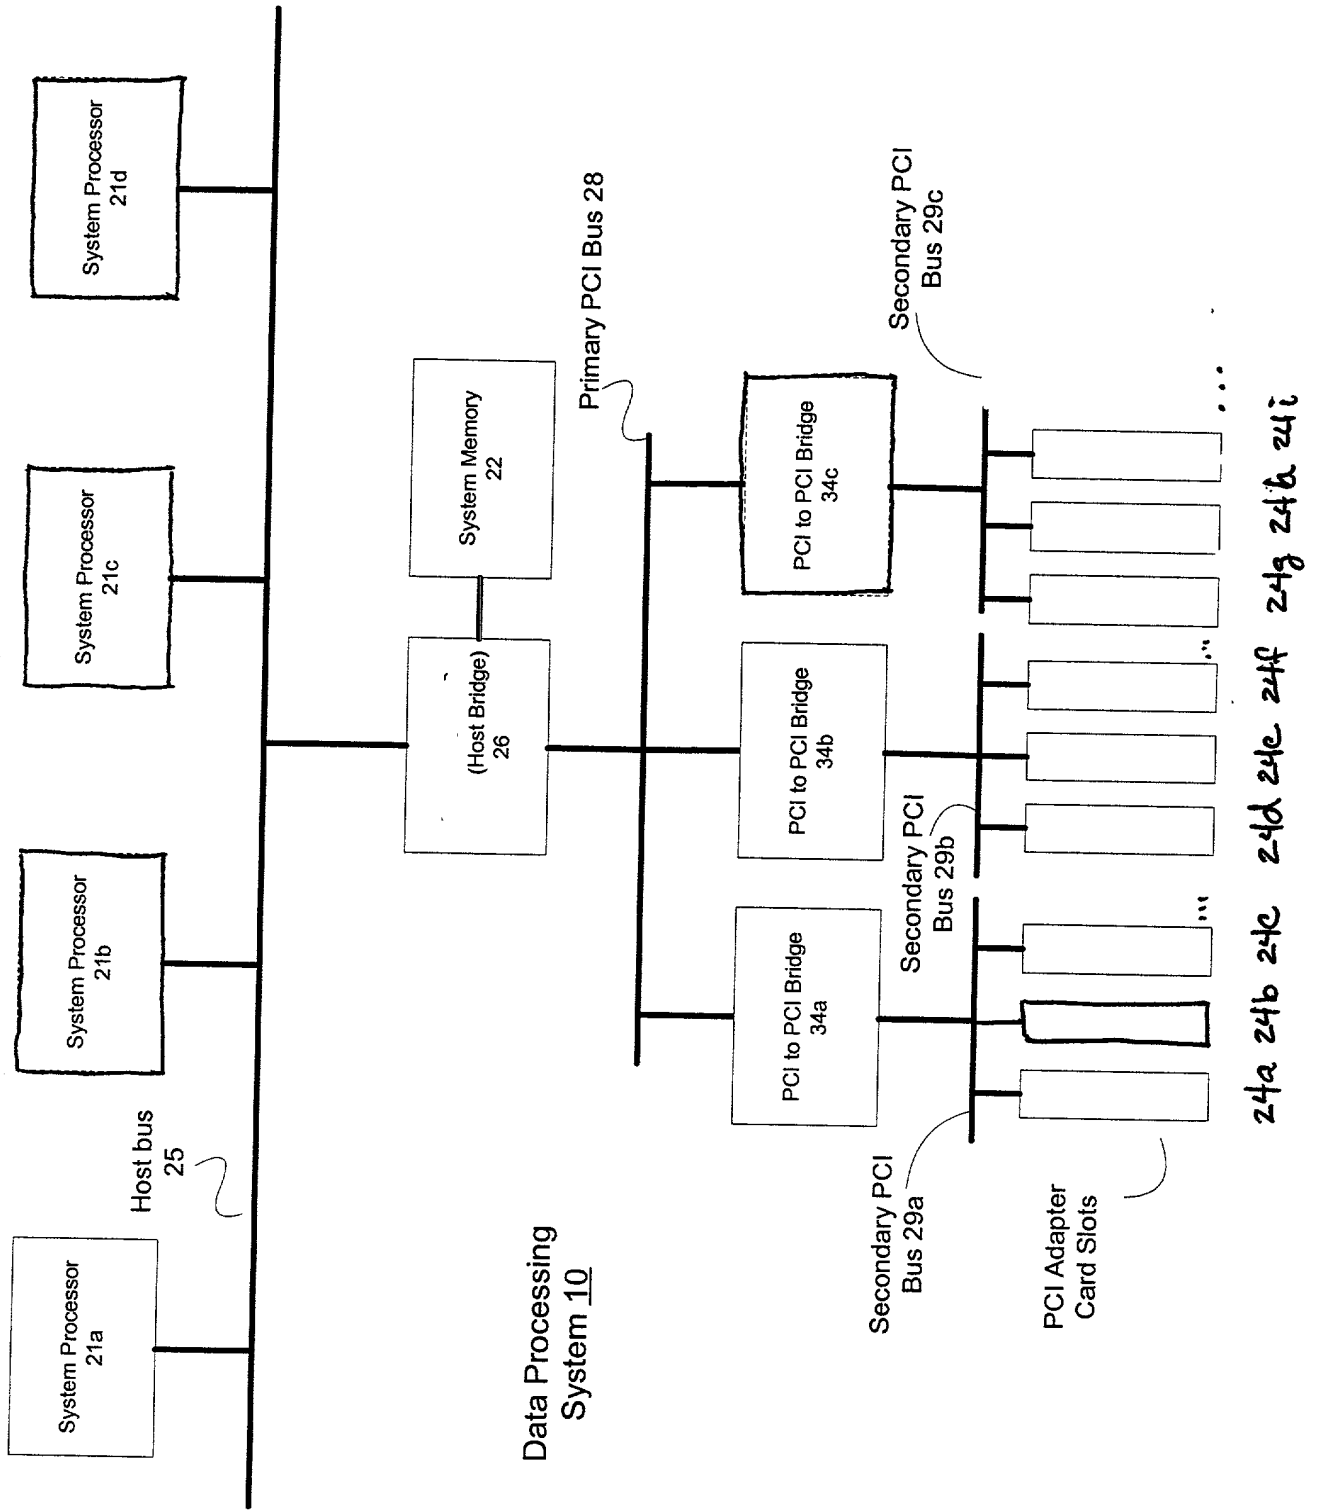 System Processor
21a
System Processor
21b
System Processor
21c
System Processor
21d
Host bus
25
(Host Bridge)
26
System Memory
22
Primary PCI Bus 28
Data Processing
System 10
PCI to PCI Bridge
34a
PCI to PCI Bridge
34b
PCI to PCI Bridge
34c
Secondary PCI
Bus 29a
Secondary PCI
Bus 29b
Secondary PCI
Bus 29c
PCI Adapter
Card Slots
...
...
...
24a 24b 24c 24d 24e 24f 24g 24h 24i